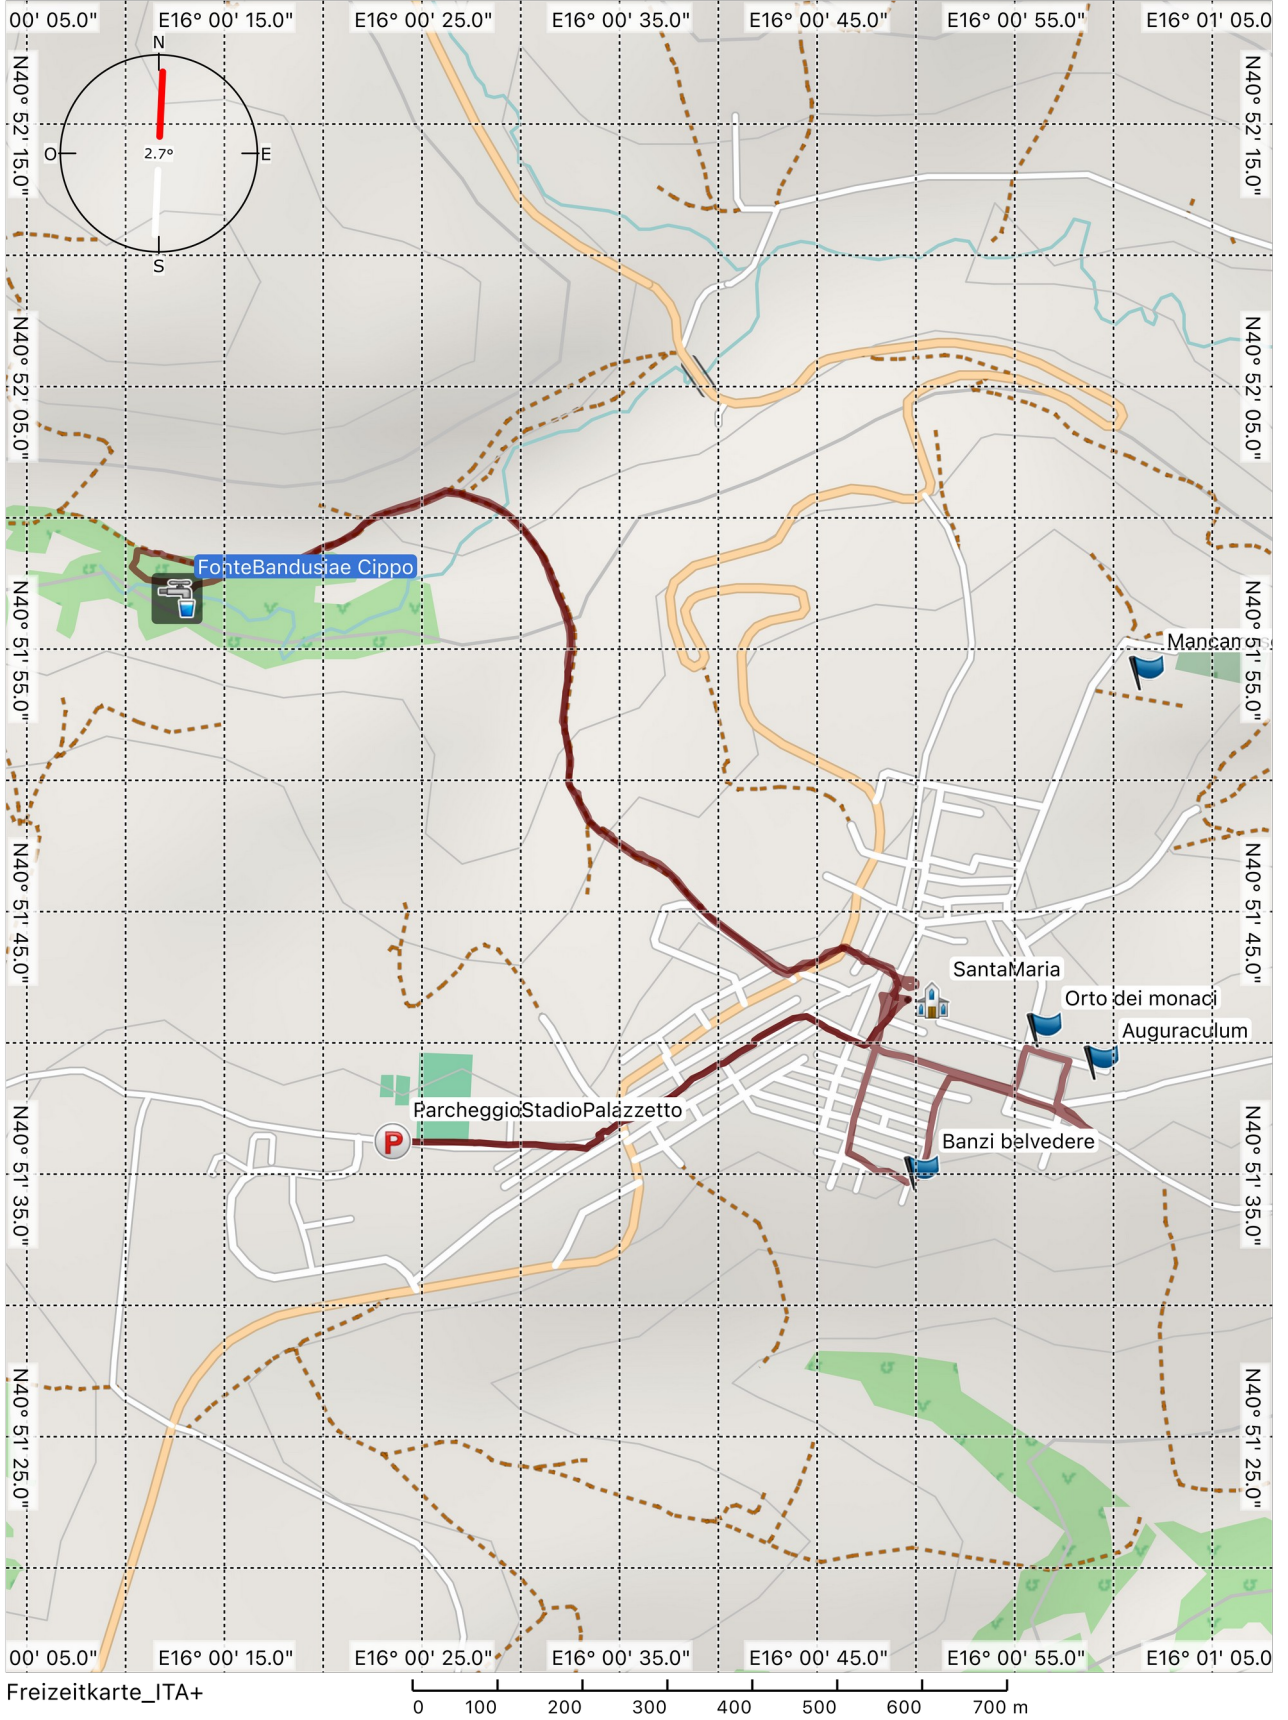 00' 05.0" E16° 00' 15.0" E16° 00' 25.0" E16° 00' 35.0" E16° 00' 45.0" E16° 00' 55.0" E16° 01' 05.0
N
O 2.7° E
S
N40° 52' 15.0" N40° 52' 15.0"
N40° 52' 05.0" N40° 52' 05.0"
FonteBandusiae Cippo
N40° 51' 55.0" N40° 51' 55.0"
N40° 51' 45.0" N40° 51' 45.0"
SantaMaria
Orto dei monaci
Auguraculum
ParcheggioStadioPalazzetto
P
Banzi belvedere
N40° 51' 35.0" N40° 51' 35.0"
N40° 51' 25.0" N40° 51' 25.0"
00' 05.0" E16° 00' 15.0" E16° 00' 25.0" E16° 00' 35.0" E16° 00' 45.0" E16° 00' 55.0" E16° 01' 05.0
Freizeitkarte_ITA+
0 100 200 300 400 500 600 700 m